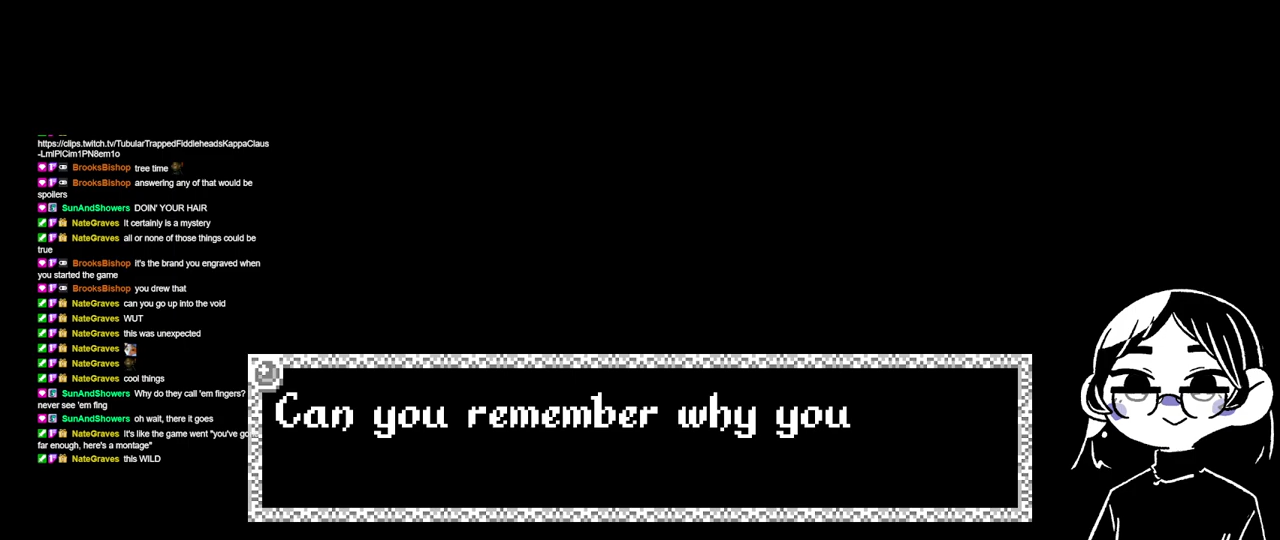 https://clips.twitch.tv/TubularTrappedFiddleheadsKappaClaus
-LmlPlCim1PN8em1o
BrooksBishop tree time
BrooksBishop answering any of that would be
spoilers
SunAndShowers DOIN' YOUR HAIR
NateGraves It certainly is a mystery
NateGraves all or none of those things could be
true
BrooksBishop it's the brand you engraved when
you started the game
BrooksBishop you drew that
NateGraves can you go up into the void
NateGraves WUT
NateGraves this was unexpected
NateGraves
NateGraves
NateGraves cool things
SunAndShowers Why do they call 'em fingers?
never see 'em fing
SunAndShowers oh wait, there it goes
NateGraves It's like the game went "you've go
far enough, here's a montage"
NateGraves this WILD
Can you remember why you